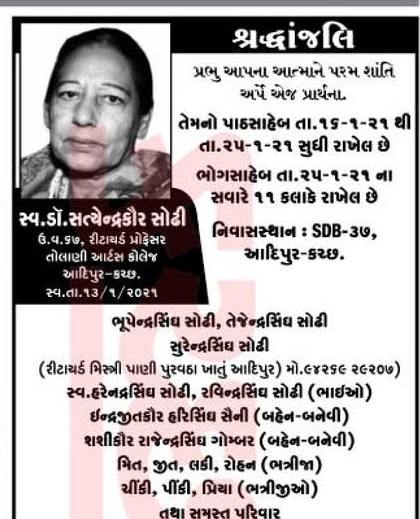 શ્રદ્ધાંજલિ
પ્રભુ આપના આત્માને પરમ શાંતિ
અર્પે એજ પ્રાર્થના.
તેમનો પાઠસાહેબ તા.૧૬-૧-૨૧ થી
તા.૨૫-૧-૨૧ સુધી રાખેલ છે
ભોગસાહેબ તા.૨૫-૧-૨૧ ના
સવારે ૧૧ કલાકે રાખેલ છે
નિવાસસ્થાન : SDB-૩૭,
આદિપુર-કચ્છ.
સ્વ.ડૉ.સત્યેન્દ્રકૌર સોઢી
ઉ.વ.૬૭, રીટાયર્ડ પ્રોફેસર
તોલાણી આર્ટસ કોલેજ
આદિપુર-કચ્છ.
સ્વ.તા.૧૩/૧/૨૦૨૧
ભૂપેન્દ્રસિંઘ સોઢી, તેજેન્દ્રસિંઘ સોઢી
સુરેન્દ્રસિંઘ સોઢી
(રીટાયર્ડ મિસ્ત્રી પાણી પુરવઠા ખાતું આદિપુર) મો.૯૪૨૬૯ ૨૯૨૦૭)
સ્વ.હરેનદ્રસિંઘ સોઢી, રવિન્દ્રસિંઘ સોઢી (ભાઈઓ)
ઈન્દ્રજીતકૌર હરિસિંઘ સૈની (બહેન-બનેવી)
શશીકૌર રાજેન્દ્રસિંઘ ગોમ્બર (બહેન-બનેવી)
મિત, જીત, લકી, રોહન (ભત્રીજા)
ચીંકી, પીંકી, પ્રિયા (ભત્રીજીઓ)
તથા સમસ્ત પરિવાર